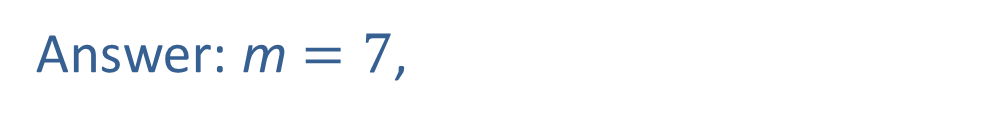 Answer: m = 7,